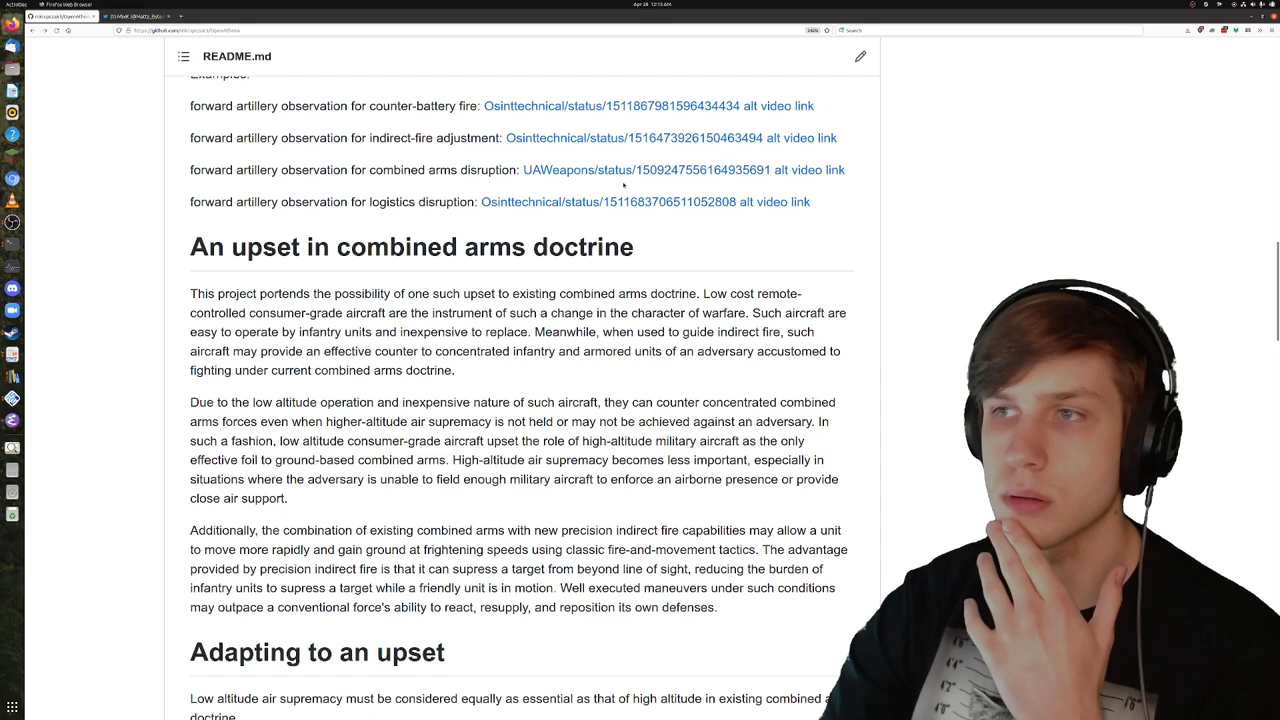 Activities
Firefox Web Browser
Apr 26 12:15 AM
Search
README.md
Examples:
forward artillery observation for counter-battery fire: Osinttechnical/status/1511867981596434434 alt video link
forward artillery observation for indirect-fire adjustment: Osinttechnical/status/1516473926150463494 alt video link
forward artillery observation for combined arms disruption: UAWeapons/status/1509247556164935691 alt video link
forward artillery observation for logistics disruption: Osinttechnical/status/1511683706511052808 alt video link
An upset in combined arms doctrine
This project portends the possibility of one such upset to existing combined arms doctrine. Low cost remote-
controlled consumer-grade aircraft are the instrument of such a change in the character of warfare. Such aircraft are
easy to operate by infantry units and inexpensive to replace. Meanwhile, when used to guide indirect fire, such
aircraft may provide an effective counter to concentrated infantry and armored units of an adversary accustomed to
fighting under current combined arms doctrine.
Due to the low altitude operation and inexpensive nature of such aircraft, they can counter concentrated combined
arms forces even when higher-altitude air supremacy is not held or may not be achieved against an adversary. In
such a fashion, low altitude consumer-grade aircraft upset the role of high-altitude military aircraft as the only
effective foil to ground-based combined arms. High-altitude air supremacy becomes less important, especially in
situations where the adversary is unable to field enough military aircraft to enforce an airborne presence or provide
close air support.
Additionally, the combination of existing combined arms with new precision indirect fire capabilities may allow a unit
to move more rapidly and gain ground at frightening speeds using classic fire-and-movement tactics. The advantage
provided by precision indirect fire is that it can supress a target from beyond line of sight, reducing the burden of
infantry units to supress a target while a friendly unit is in motion. Well executed maneuvers under such conditions
may outpace a conventional force's ability to react, resupply, and reposition its own defenses.
Adapting to an upset
Low altitude air supremacy must be considered equally as essential as that of high altitude in existing combined
doctrine.
4'6
4'4
4'2